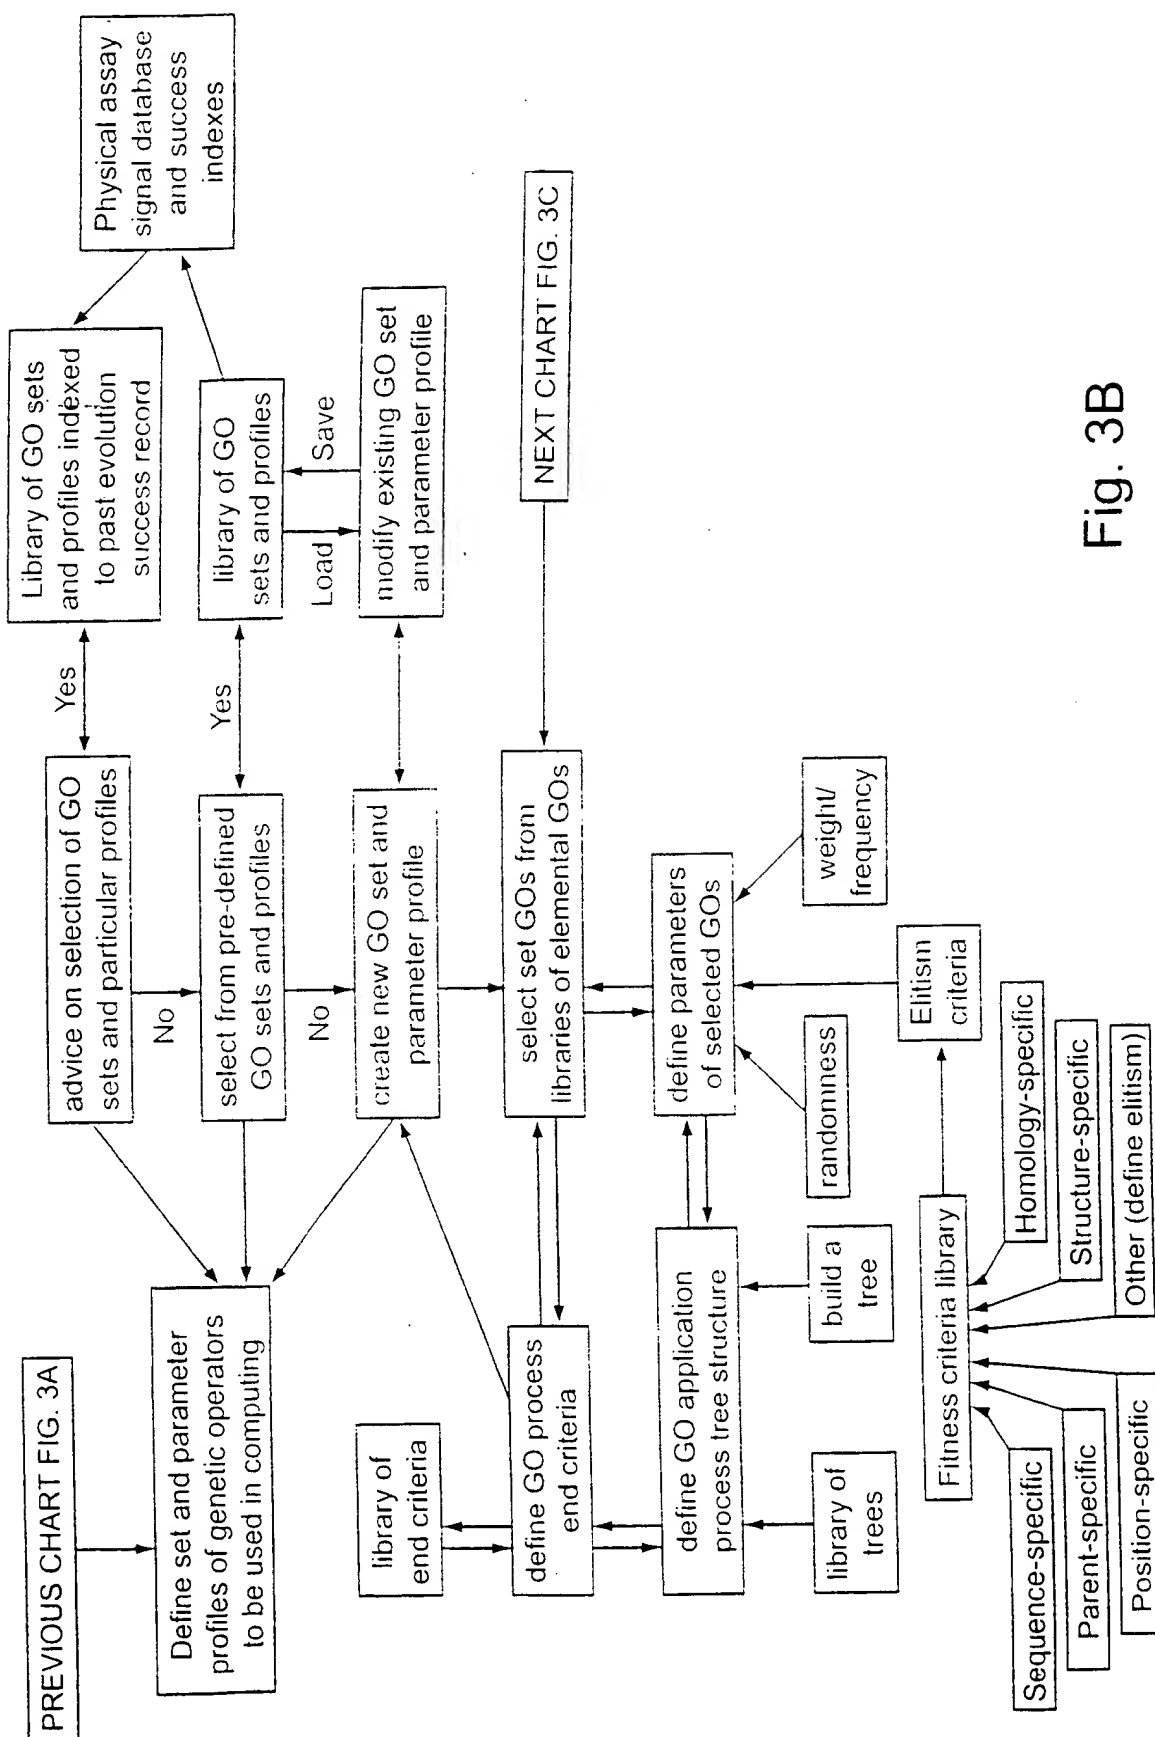 PREVIOUS CHART FIG. 3A
Define set and parameter
profiles of genetic operators
to be used in computing
advice on selection of GO
sets and particular profiles
Yes
Library of GO sets
and profiles indexed
to past evolution
success record
Physical assay
signal database
and success
indexes
No
select from pre-defined
GO sets and profiles
Yes
library of GO
sets and profiles
No
Load
Save
create new GO set and
parameter profile
modify existing GO set
and parameter profile
library of
end criteria
define GO process
end criteria
select set GOs from
libraries of elemental GOs
NEXT CHART FIG. 3C
define GO application
process tree structure
define parameters
of selected GOs
library of
trees
build a
tree
randomness
Elitism
criteria
weight/
frequency
Fitness criteria library
Sequence-specific
Parent-specific
Position-specific
Homology-specific
Structure-specific
Other (define elitism)
Fig. 3B